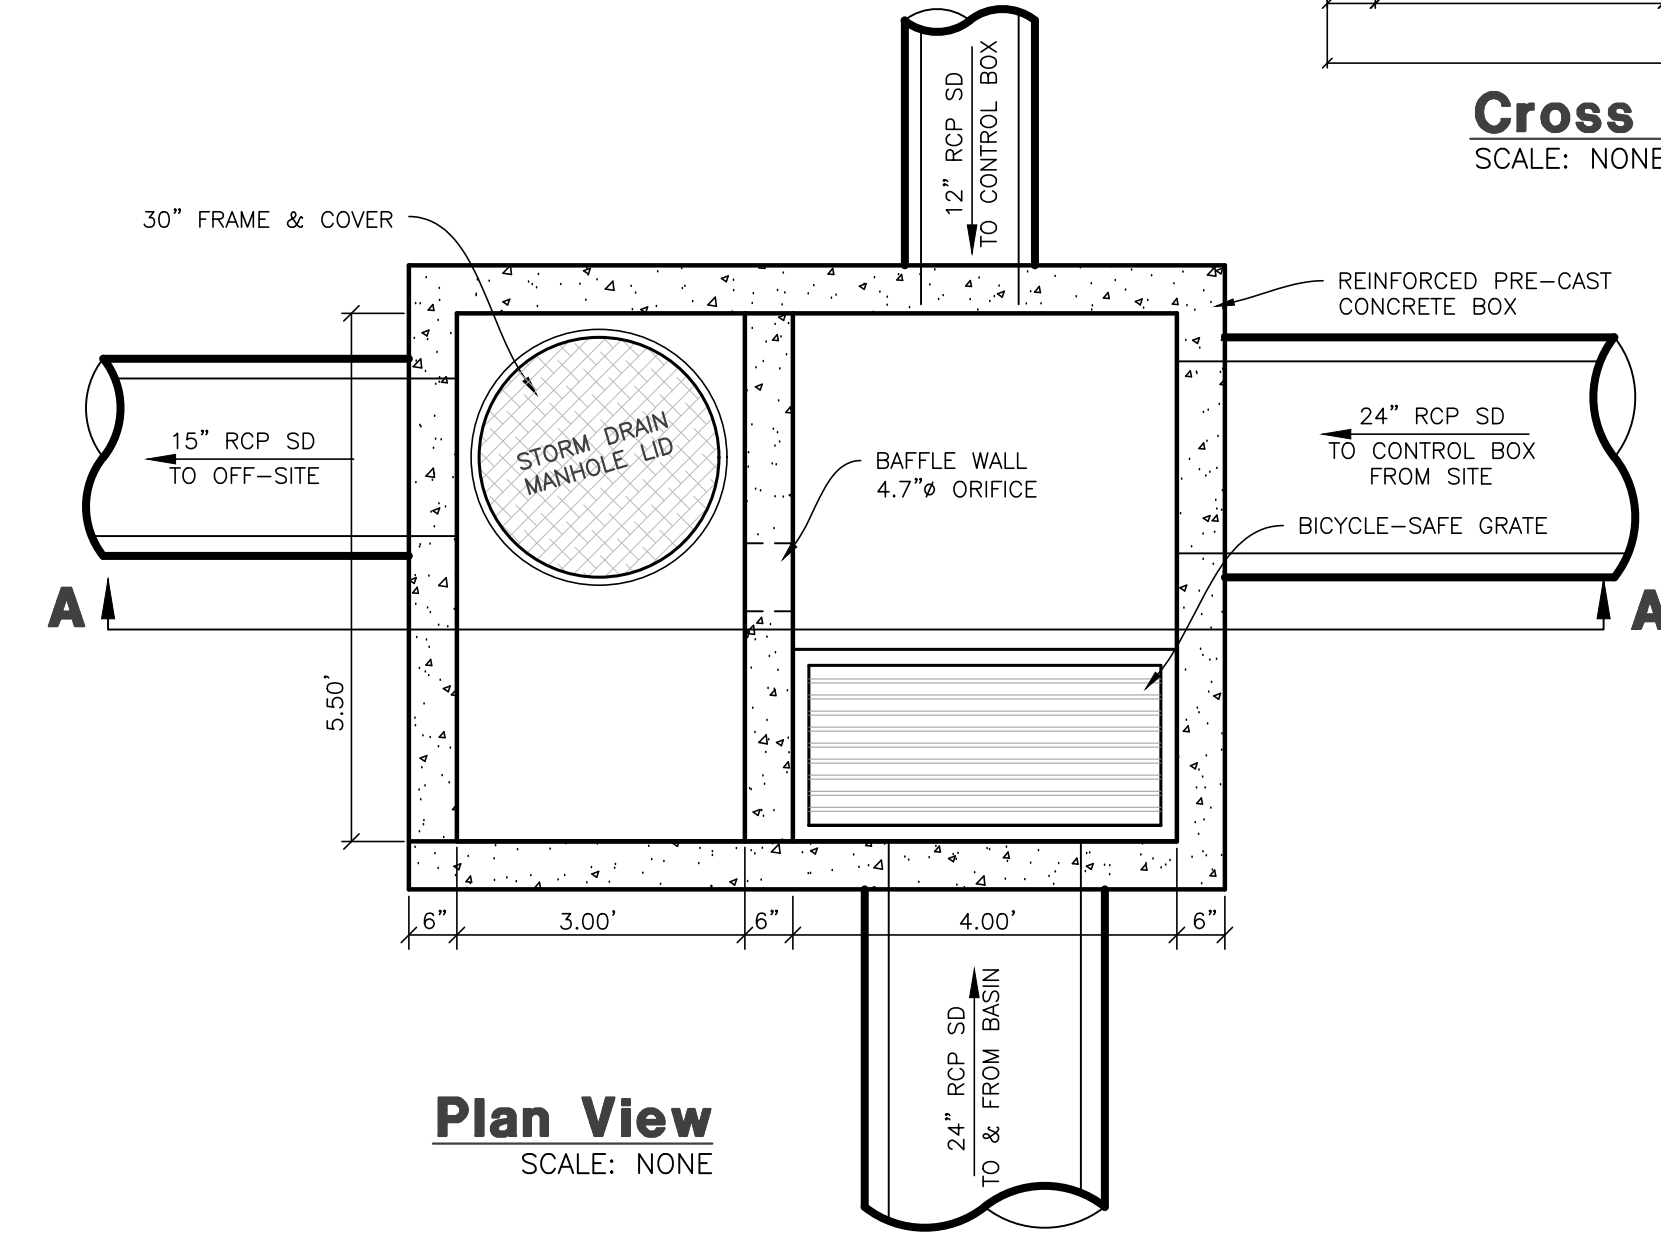 12” RCP SD
TO CONTROL BOX
Cross
SCALE: NONE
30” FRAME & COVER
REINFORCED PRE-CAST
CONCRETE BOX
15” RCP SD
TO OFF-SITE
STORM DRAIN
MANHOLE LID
BAFFLE WALL
4.7”ø ORIFICE
24” RCP SD
TO CONTROL BOX
FROM SITE
BICYCLE-SAFE GRATE
A
A
5.50’
6”
3.00’
6”
4.00’
6”
24” RCP SD
TO & FROM BASIN
Plan View
SCALE: NONE